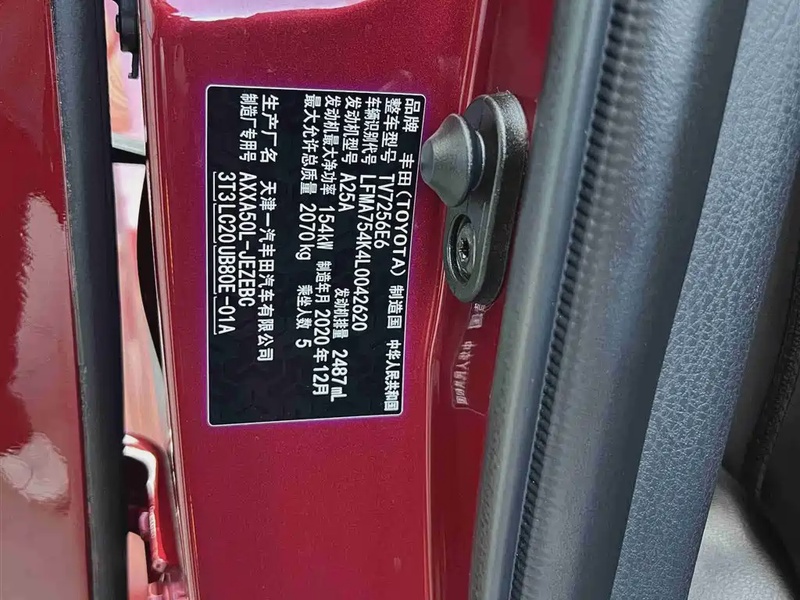 品牌 丰田(TOYOTA) 制造国 中华人民共和国
整车型号 TV7256E6
车辆识别代号 LFMA754K4L0042620
发动机型号 A25A 发动机排量 2487mL
发动机最大净功率 154kW 制造年月 2020年12月
最大允许总质量 2070kg 乘坐人数 5
生产厂名 天津一汽丰田汽车有限公司
制造厂专用号 AXXA50L-JEZEBC
3T3LC20UB8GE-01A